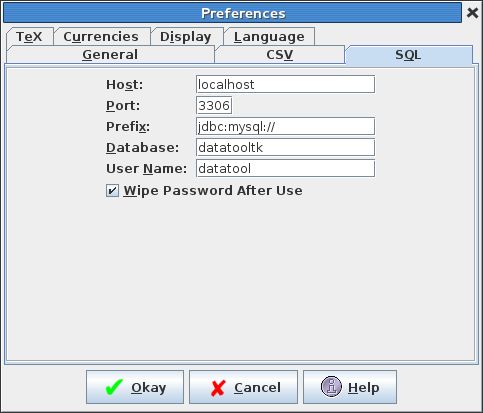 Preferences
TeX Currencies Display Language
General CSV SQL
Host: localhost
Port: 3306
Prefix: jdbc:mysql://
Database: datatooltk
User Name: datatool
Wipe Password After Use
Okay Cancel Help